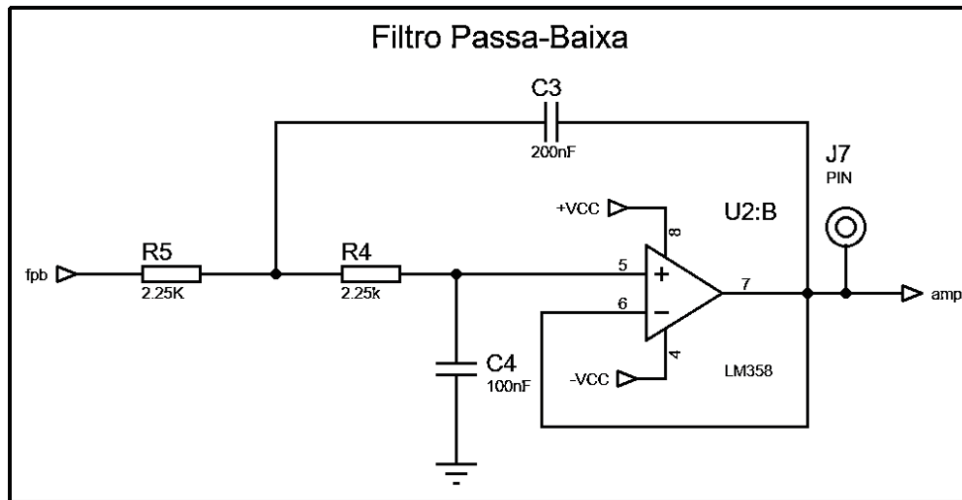 Filtro Passa-Baixa
C3
200nF
J7
PIN
+VCC
U2:B
8
R5
R4
fpb
2.25K
2.25k
5
+
6
−
7
amp
4
C4
100nF
-VCC
LM358